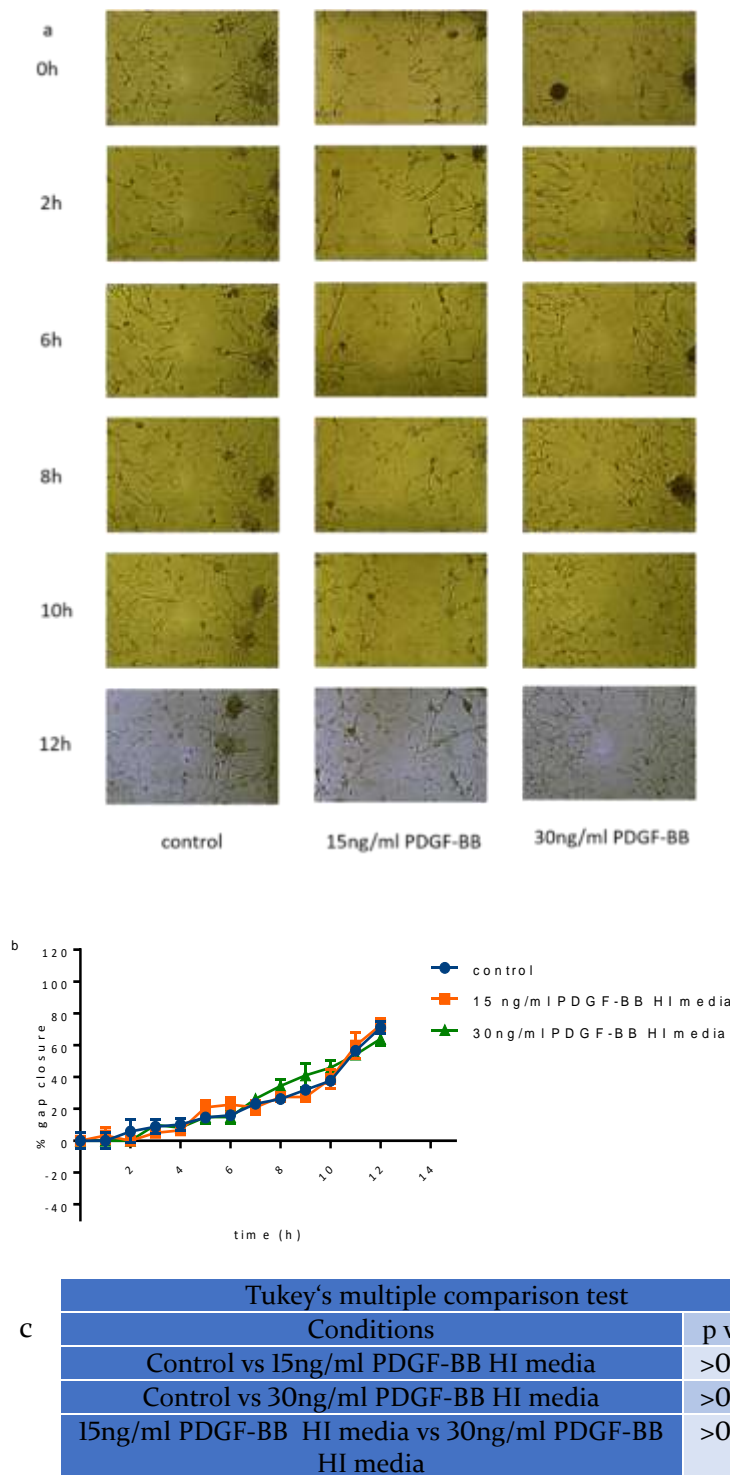 a
0h
2h
6h
8h
10h
12h
control
15ng/ml PDGF-BB
30ng/ml PDGF-BB
b
120
100
80
60
40
20
0
-20
-40
% gap closure
2
4
6
8
10
12
14
time (h)
control
15 ng/ml PDGF-BB HI media
30ng/ml PDGF-BB HI media
c
Tukey‘s multiple comparison test
Conditions
p v
Control vs 15ng/ml PDGF-BB HI media
>0
Control vs 30ng/ml PDGF-BB HI media
>0
15ng/ml PDGF-BB HI media vs 30ng/ml PDGF-BB
HI media
>0